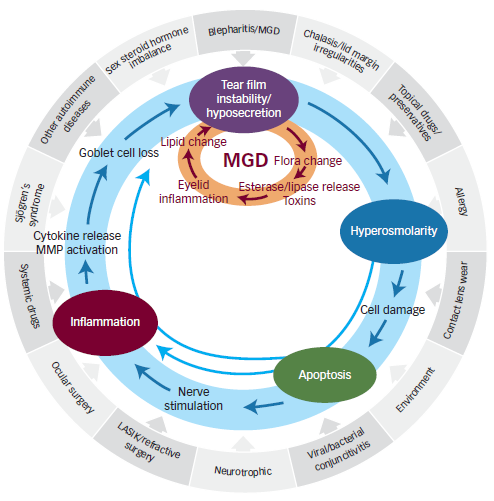 Blepharitis/MGD
Chalasis/lid margin
irregularities
Topical drugs/
preservatives
Allergy
Contact lens wear
Environment
Viral/bacterial
conjuncitivitis
Neurotrophic
LASIK/refractive
surgery
Ocular surgery
Systemic drugs
Sjögren's
syndrome
Other autoimmune
diseases
Sex steroid hormone
imbalance
Tear film
instability/
hyposecretion
Lipid change
MGD
Flora change
Esterase/lipase release
Toxins
Eyelid
inflammation
Hyperosmolarity
Cell damage
Apoptosis
Nerve
stimulation
Inflammation
Cytokine release
MMP activation
Goblet cell loss